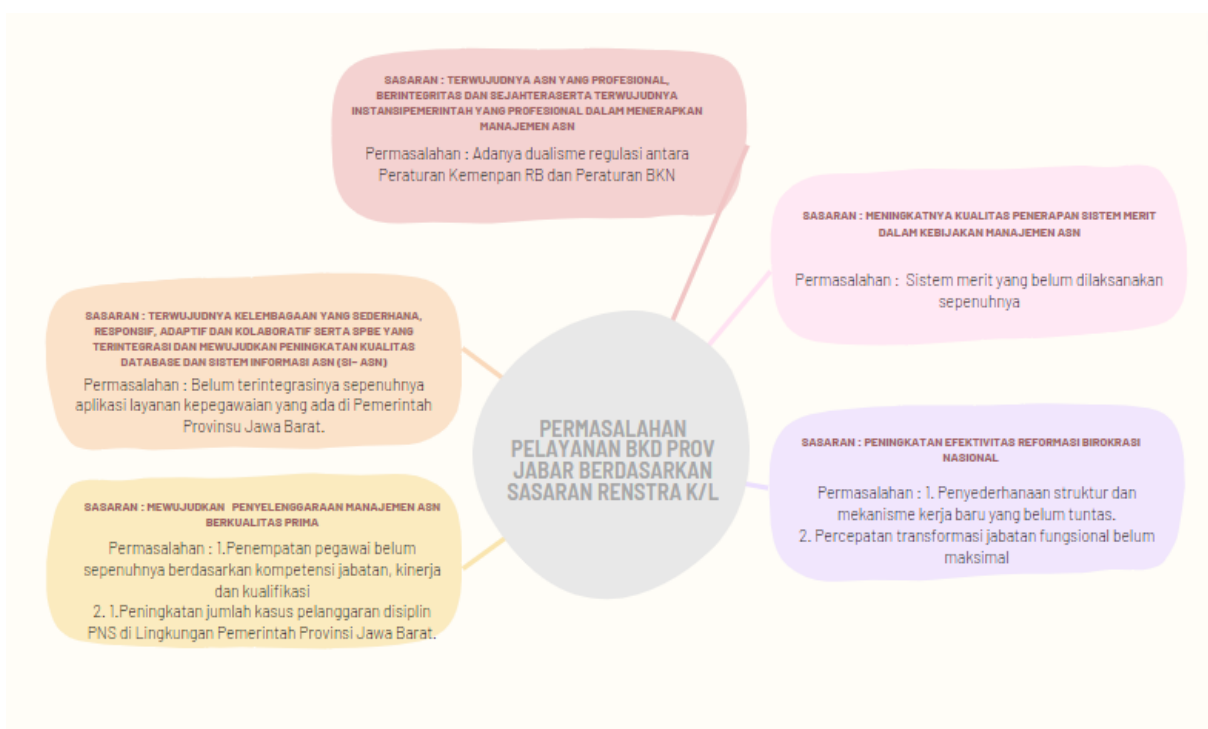 SASARAN : TERWUJUDNYA ASN YANG PROFESIONAL,
BERINTEGRITAS DAN SEJAHTERASERTA TERWUJUDNYA
INSTANSIPEMERINTAH YANG PROFESIONAL DALAM MENERAPKAN
MANAJEMEN ASN
Permasalahan : Adanya dualisme regulasi antara
Peraturan Kemenpan RB dan Peraturan BKN
SASARAN : MENINGKATNYA KUALITAS PENERAPAN SISTEM MERIT
DALAM KEBIJAKAN MANAJEMEN ASN
Permasalahan : Sistem merit yang belum dilaksanakan
sepenuhnya
SASARAN : TERWUJUDNYA KELEMBAGAAN YANG SEDERHANA,
RESPONSIF, ADAPTIF DAN KOLABORATIF SERTA SPBE YANG
TERINTEGRASI DAN MEWUJUDKAN PENINGKATAN KUALITAS
DATABASE DAN SISTEM INFORMASI ASN (SI- ASN)
Permasalahan : Belum terintegrasinya sepenuhnya
aplikasi layanan kepegawaian yang ada di Pemerintah
Provinsu Jawa Barat.
PERMASALAHAN
PELAYANAN BKD PROV
JABAR BERDASARKAN
SASARAN RENSTRA K/L
SASARAN : PENINGKATAN EFEKTIVITAS REFORMASI BIROKRASI
NASIONAL
Permasalahan : 1. Penyederhanaan struktur dan
mekanisme kerja baru yang belum tuntas.
2. Percepatan transformasi jabatan fungsional belum
maksimal
SASARAN : MEWUJUDKAN PENYELENGGARAAN MANAJEMEN ASN
BERKUALITAS PRIMA
Permasalahan : 1.Penempatan pegawai belum
sepenuhnya berdasarkan kompetensi jabatan, kinerja
dan kualifikasi
2. 1.Peningkatan jumlah kasus pelanggaran disiplin
PNS di Lingkungan Pemerintah Provinsi Jawa Barat.